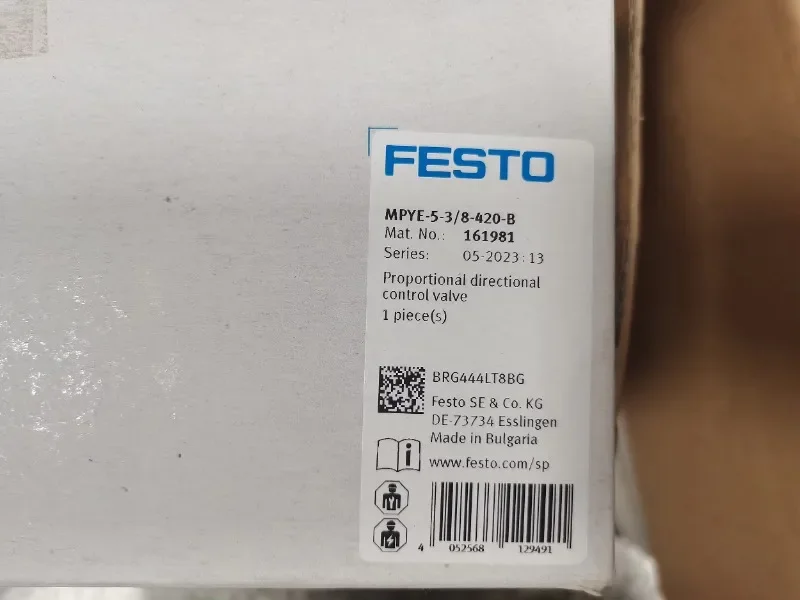 FESTO
MPYE-5-3/8-420-B
Mat. No.: 161981
Series: 05-2023:13
Proportional directional
control valve
1 piece(s)
BRG444LT8BG
Festo SE & Co. KG
DE-73734 Esslingen
Made in Bulgaria
www.festo.com/sp
4 052568 129491